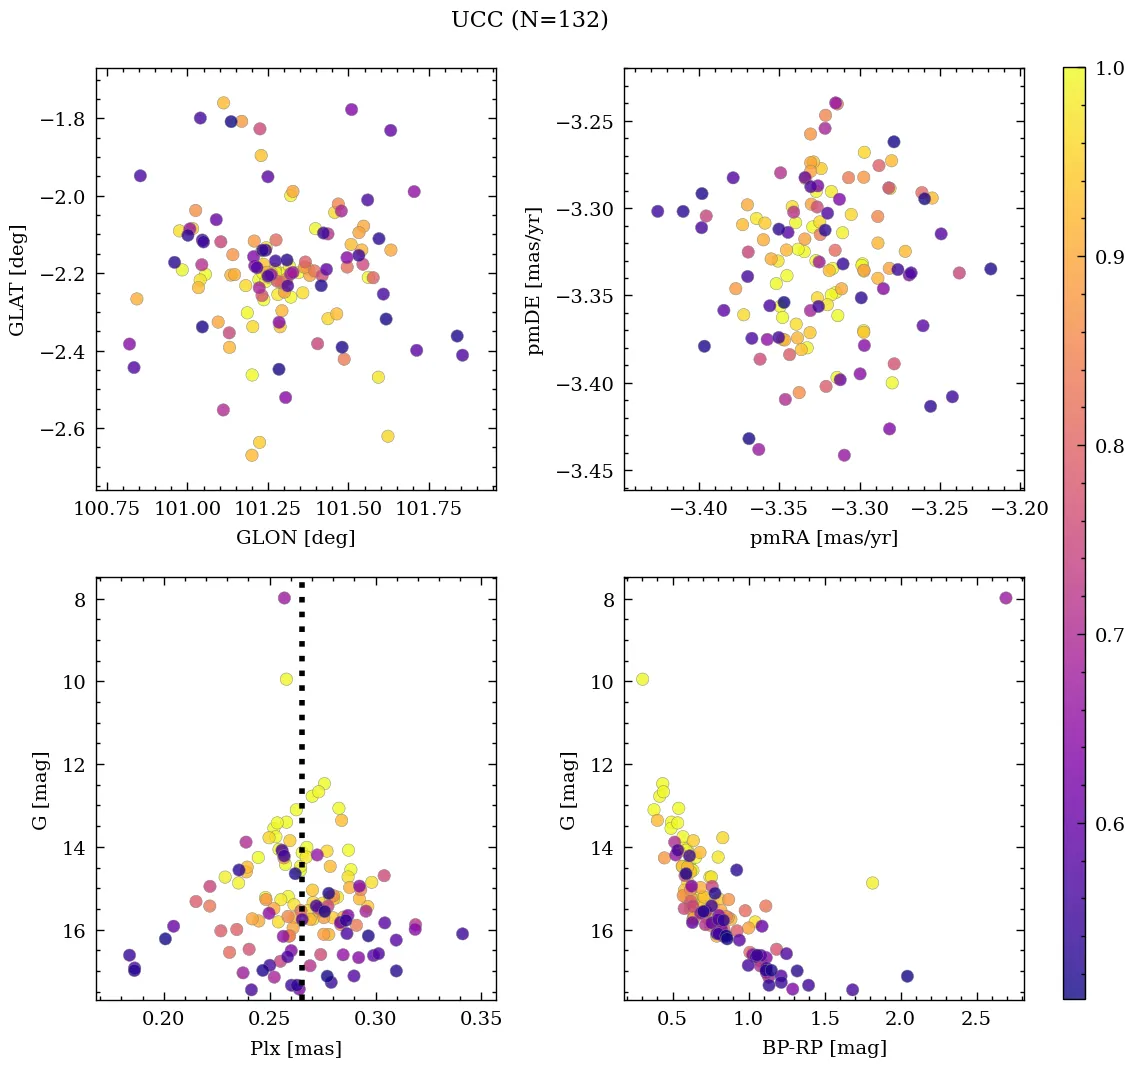 UCC (N=132)
−1.8
−2.0
−2.2
−2.4
−2.6
GLAT [deg]
100.75 101.00 101.25 101.50 101.75
GLON [deg]
−3.25
−3.30
−3.35
−3.40
−3.45
pmDE [mas/yr]
−3.40 −3.35 −3.30 −3.25 −3.20
pmRA [mas/yr]
8
10
12
14
16
G [mag]
0.20 0.25 0.30 0.35
Plx [mas]
8
10
12
14
16
G [mag]
0.5 1.0 1.5 2.0 2.5
BP-RP [mag]
1.0
0.9
0.8
0.7
0.6